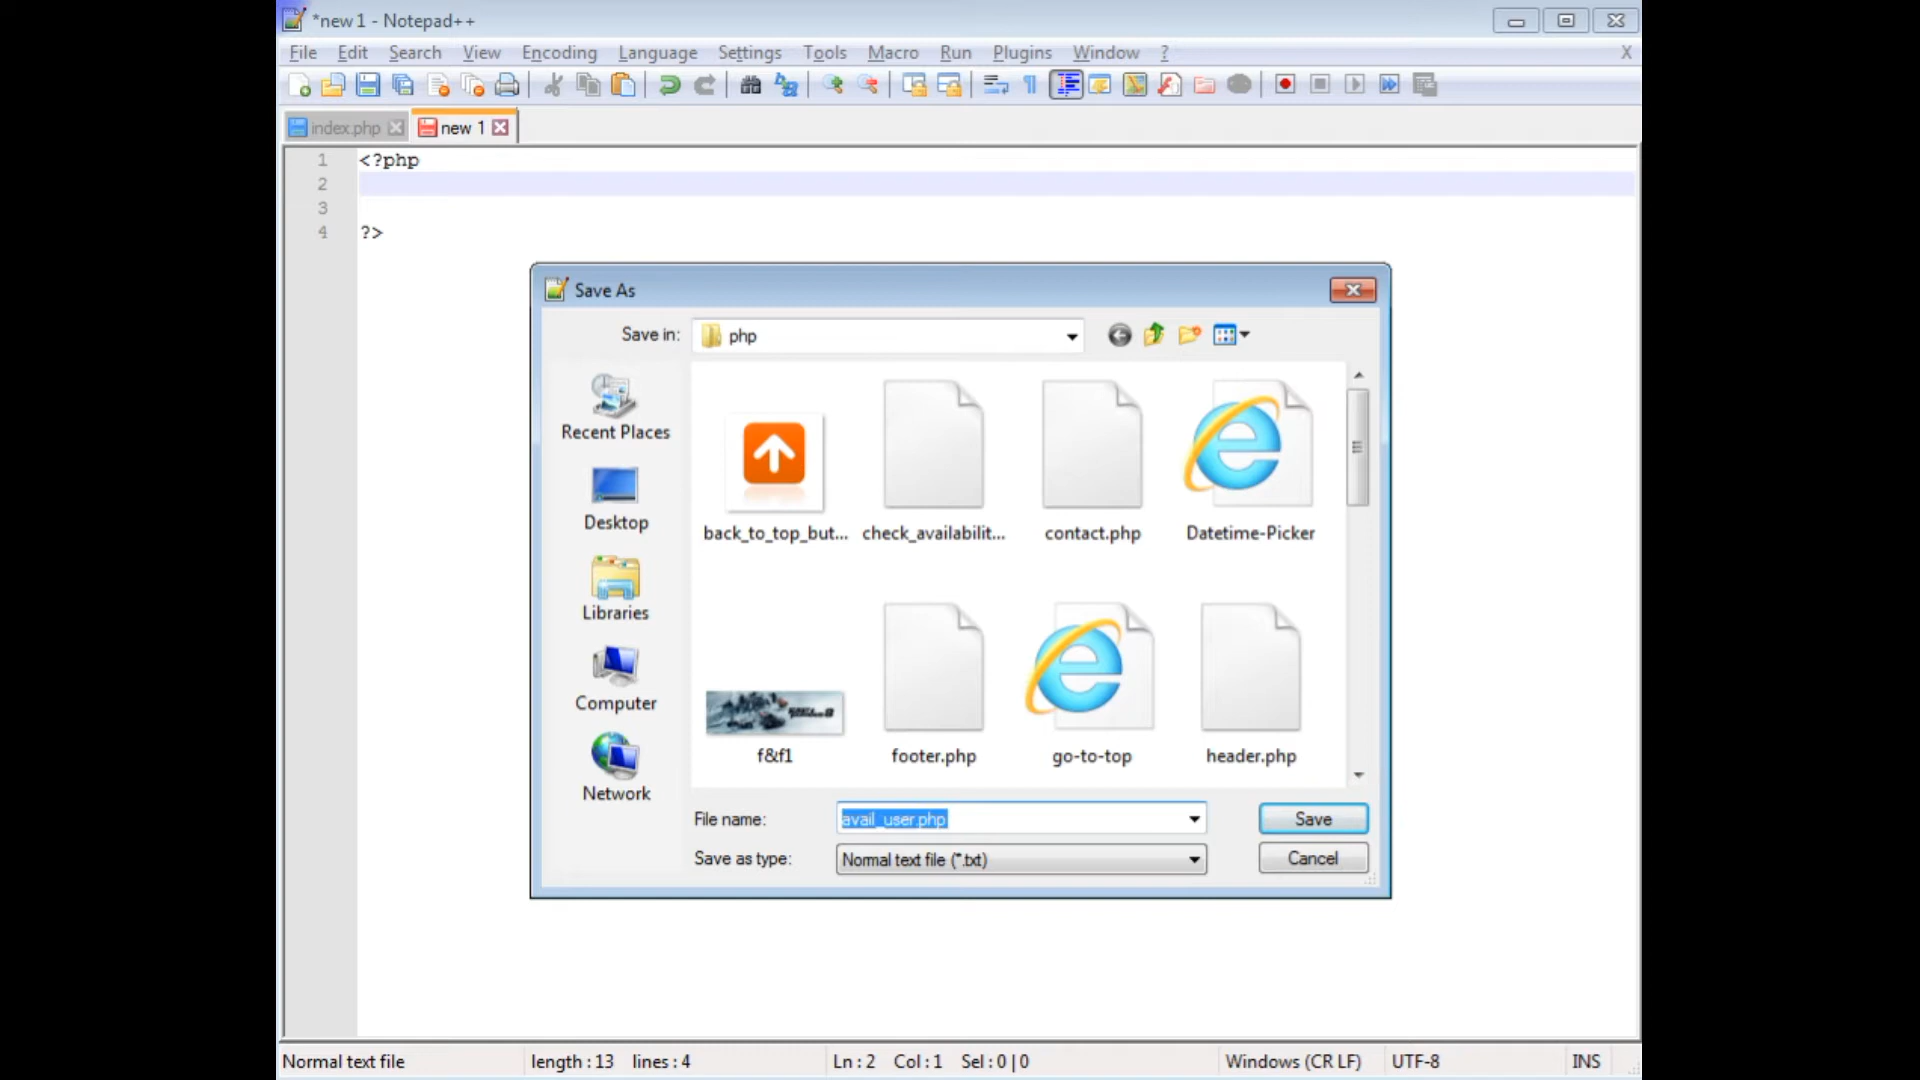 *new 1 - Notepad++
File Edit Search View Encoding Language Settings Tools Macro Run Plugins Window ? X
index.php new 1
1 <?php
2
3
4 ?>
Save As
Save in: php
Recent Places
Desktop
Libraries
Computer
Network
back_to_top_but... check_availabilit... contact.php Datetime-Picker
f&f1 footer.php go-to-top header.php
File name: avail_user.php Save
Save as type: Normal text file (*.txt) Cancel
Normal text file length : 13 lines : 4 Ln : 2 Col : 1 Sel : 0 | 0 Windows (CR LF) UTF-8 INS